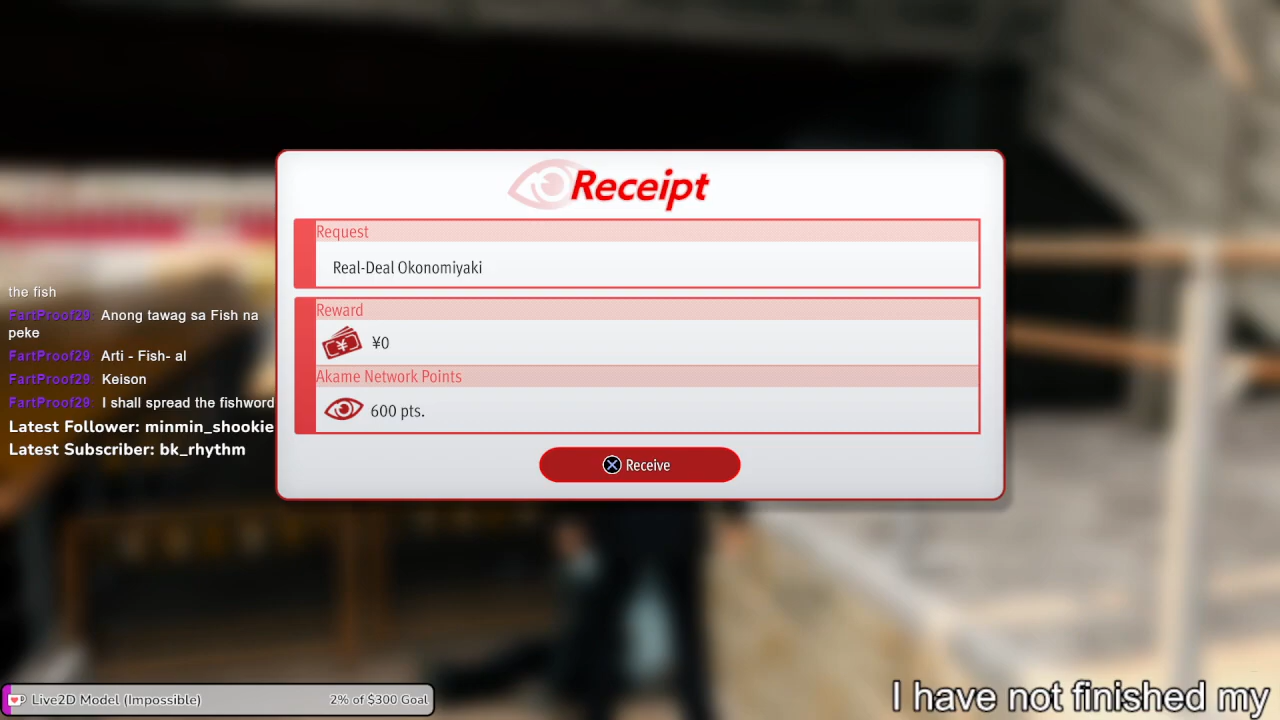 Receipt
Request
Real-Deal Okonomiyaki
Reward
¥0
Akame Network Points
600 pts.
Receive
the fish
FartProof29: Anong tawag sa Fish na
peke
FartProof29: Arti - Fish- al
FartProof29: Keison
FartProof29: I shall spread the fishword
Latest Follower: minmin_shookie
Latest Subscriber: bk_rhythm
Live2D Model (Impossible) 2% of $300 Goal
I have not finished my